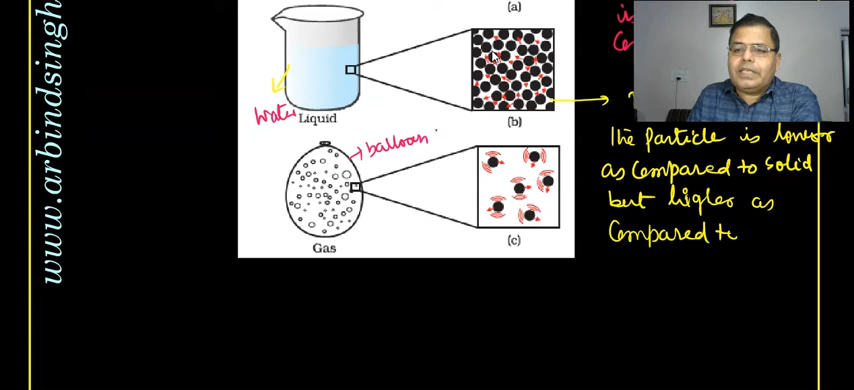 (a)
is
(b)
water
Liquid
The Particle is lower
as Compared to Solid
but higher as
Compared to
balloon
Gas
(c)
www.arbindsingh